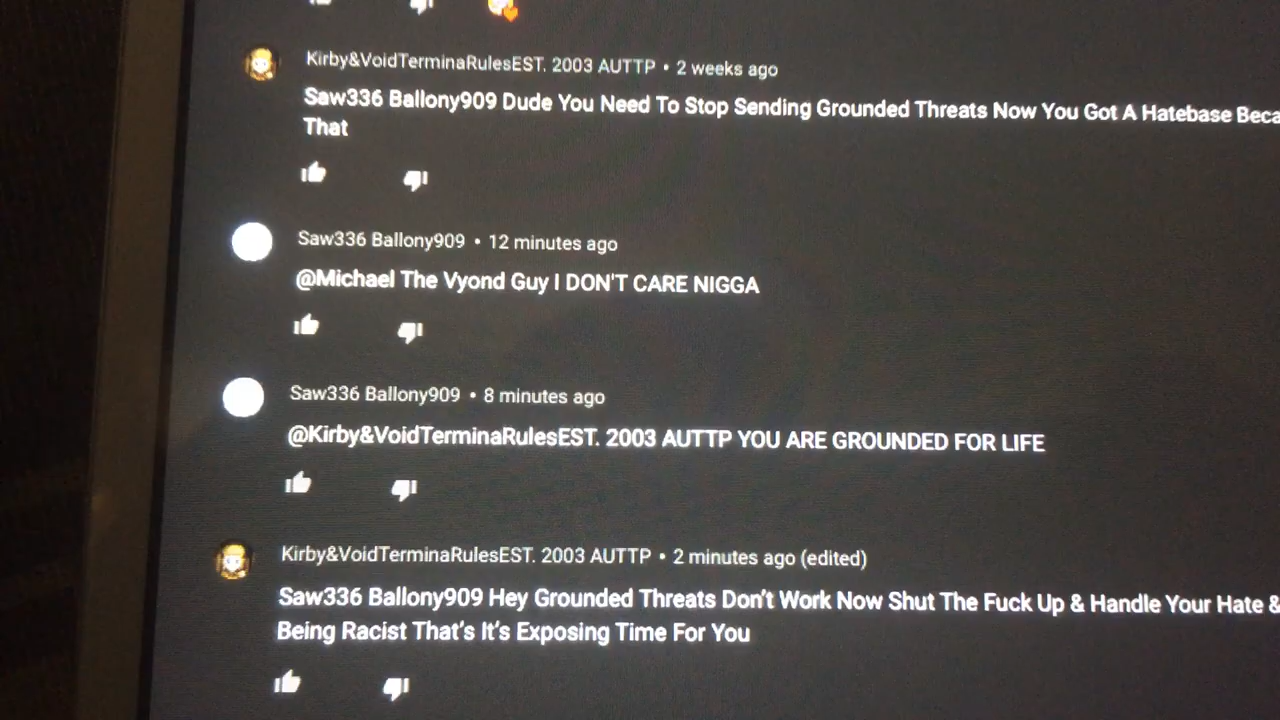 Kirby&VoidTerminaRulesEST. 2003 AUTTP • 2 weeks ago
Saw336 Ballony909 Dude You Need To Stop Sending Grounded Threats Now You Got A Hatebase
That
Saw336 Ballony909 • 12 minutes ago
@Michael The Vyond Guy I DON'T CARE NIGGA
Saw336 Ballony909 • 8 minutes ago
@Kirby&VoidTerminaRulesEST. 2003 AUTTP YOU ARE GROUNDED FOR LIFE
Kirby&VoidTerminaRulesEST. 2003 AUTTP • 2 minutes ago (edited)
Saw336 Ballony909 Hey Grounded Threats Don't Work Now Shut The Fuck Up & Handle Your Hate &
Being Racist That's It's Exposing Time For You